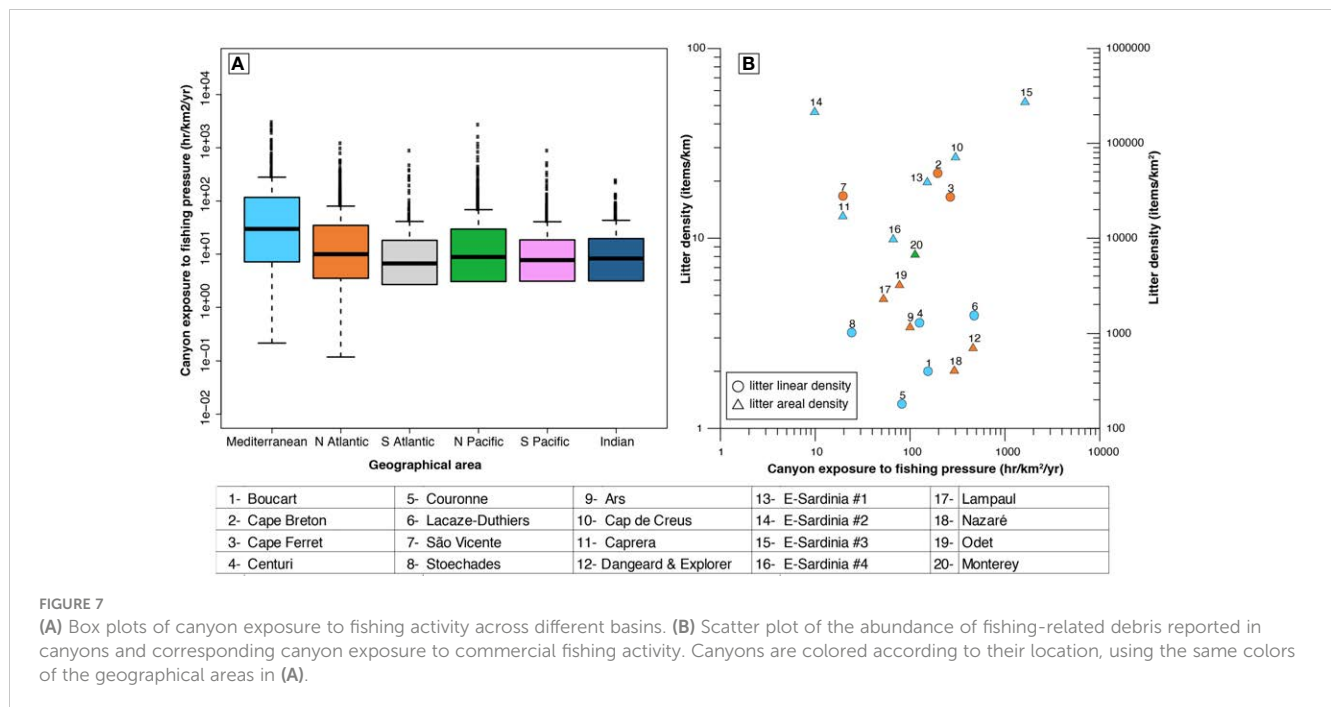 A
Canyon exposure to fishing pressure (hr/km2/yr)
1e+04
1e+03
1e+02
1e+01
1e+00
1e−01
1e−02
Mediterranean N Atlantic S Atlantic N Pacific S Pacific Indian
Geographical area
B
Litter density (items/km)
100
10
1
Litter density (items/km²)
1000000
100000
10000
1000
100
14
15
10
2
13
3
7
11
16
20
19
17
9
4
6
8
12
1
18
5
litter linear density
litter areal density
1 10 100 1000 10000
Canyon exposure to fishing pressure (hr/km²/yr)
1- Boucart 5- Couronne 9- Ars 13- E-Sardinia #1 17- Lampaul
2- Cape Breton 6- Lacaze-Duthiers 10- Cap de Creus 14- E-Sardinia #2 18- Nazaré
3- Cape Ferret 7- São Vicente 11- Caprera 15- E-Sardinia #3 19- Odet
4- Centuri 8- Stoechades 12- Dangeard & Explorer 16- E-Sardinia #4 20- Monterey
FIGURE 7
(A) Box plots of canyon exposure to fishing activity across different basins. (B) Scatter plot of the abundance of fishing-related debris reported in
canyons and corresponding canyon exposure to commercial fishing activity. Canyons are colored according to their location, using the same colors
of the geographical areas in (A).